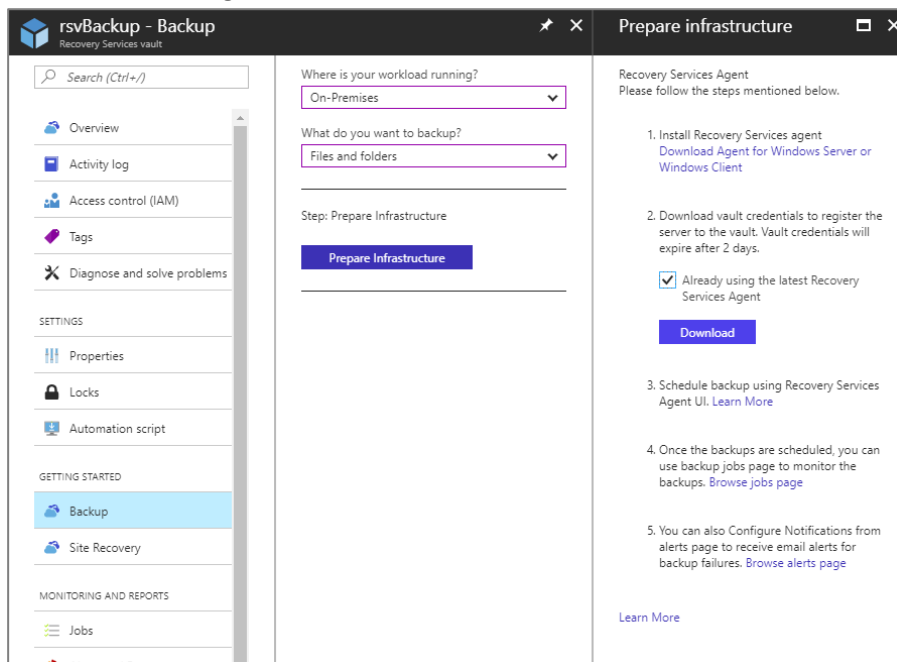 rsvBackup - Backup
Recovery Services vault
Search (Ctrl+/)
Overview
Activity log
Access control (IAM)
Tags
Diagnose and solve problems
SETTINGS
Properties
Locks
Automation script
GETTING STARTED
Backup
Site Recovery
MONITORING AND REPORTS
Jobs
Where is your workload running?
On-Premises
What do you want to backup?
Files and folders
Step: Prepare Infrastructure
Prepare Infrastructure
Prepare infrastructure
Recovery Services Agent
Please follow the steps mentioned below.
1. Install Recovery Services agent
Download Agent for Windows Server or
Windows Client
2. Download vault credentials to register the
server to the vault. Vault credentials will
expire after 2 days.
Already using the latest Recovery
Services Agent
Download
3. Schedule backup using Recovery Services
Agent UI. Learn More
4. Once the backups are scheduled, you can
use backup jobs page to monitor the
backups. Browse jobs page
5. You can also Configure Notifications from
alerts page to receive email alerts for
backup failures. Browse alerts page
Learn More